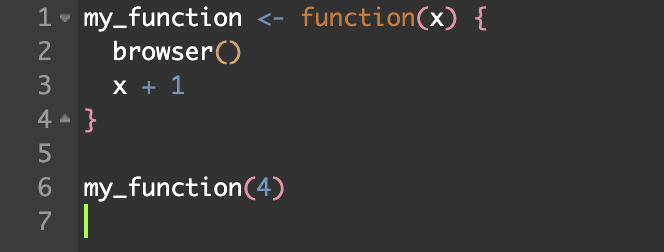 1 my_function <- function(x) {
2   browser()
3   x + 1
4 }
5
6 my_function(4)
7